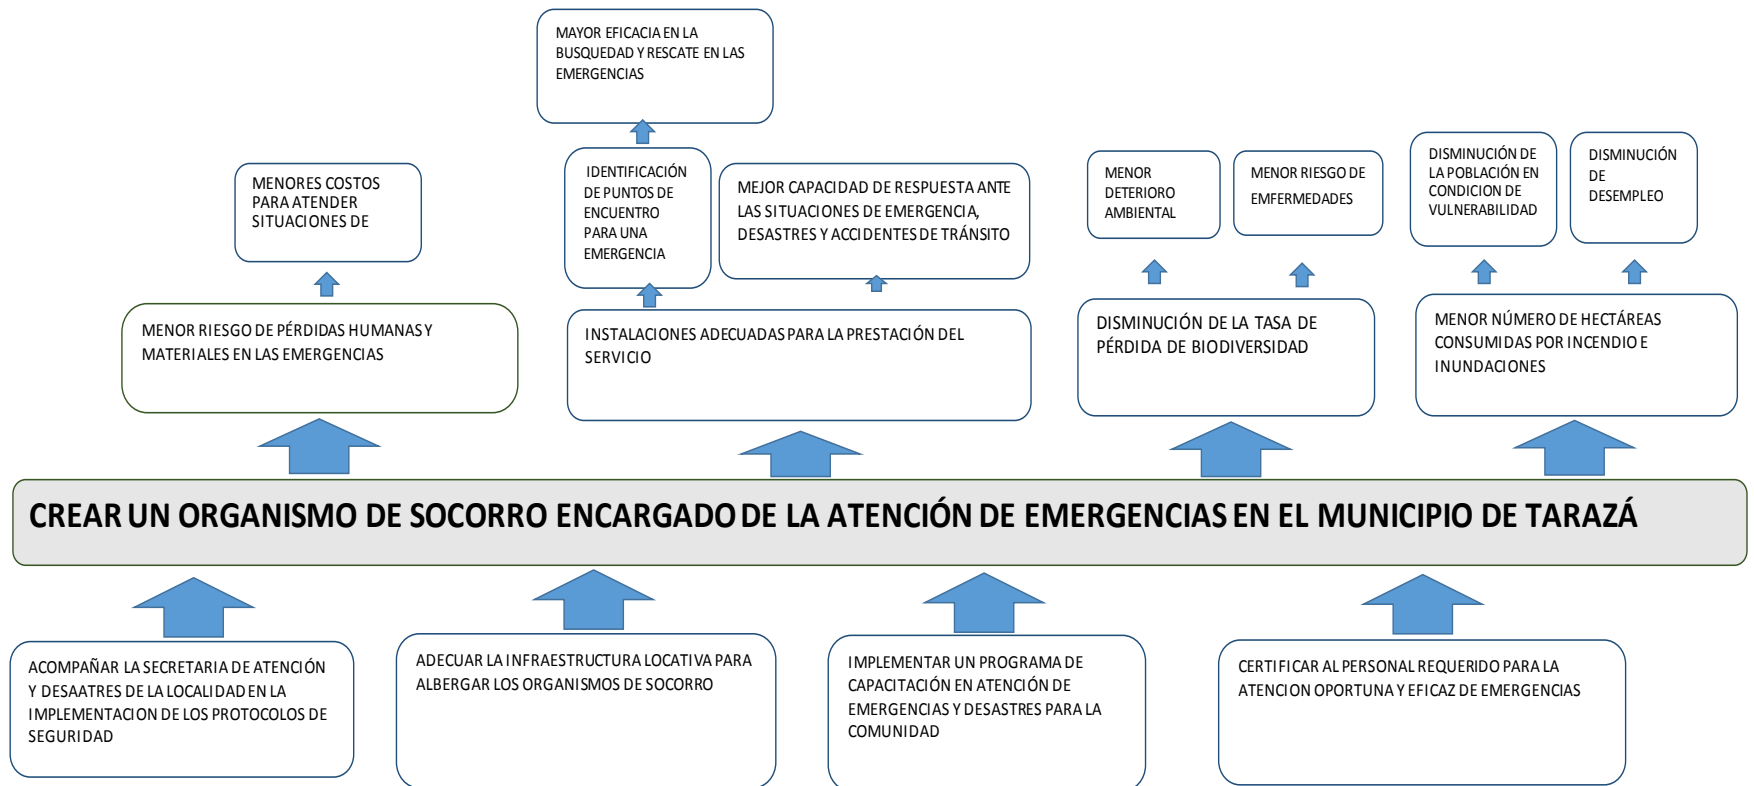 MAYOR EFICACIA EN LA
BUSQUEDAD Y RESCATE EN LAS
EMERGENCIAS
MENORES COSTOS
PARA ATENDER
SITUACIONES DE
IDENTIFICACIÓN
DE PUNTOS DE
ENCUENTRO
PARA UNA
EMERGENCIA
MEJOR CAPACIDAD DE RESPUESTA ANTE
LAS SITUACIONES DE EMERGENCIA,
DESASTRES Y ACCIDENTES DE TRÁNSITO
MENOR
DETERIORO
AMBIENTAL
MENOR RIESGO DE
EMFERMEDADES
DISMINUCIÓN DE
LA POBLACIÓN EN
CONDICION DE
VULNERABILIDAD
DISMINUCIÓN
DE
DESEMPLEO
MENOR RIESGO DE PÉRDIDAS HUMANAS Y
MATERIALES EN LAS EMERGENCIAS
INSTALACIONES ADECUADAS PARA LA PRESTACIÓN DEL
SERVICIO
DISMINUCIÓN DE LA TASA DE
PÉRDIDA DE BIODIVERSIDAD
MENOR NÚMERO DE HECTÁREAS
CONSUMIDAS POR INCENDIO E
INUNDACIONES
CREAR UN ORGANISMO DE SOCORRO ENCARGADO DE LA ATENCIÓN DE EMERGENCIAS EN EL MUNICIPIO DE TARAZÁ
ACOMPAÑAR LA SECRETARIA DE ATENCIÓN
Y DESAATRES DE LA LOCALIDAD EN LA
IMPLEMENTACION DE LOS PROTOCOLOS DE
SEGURIDAD
ADECUAR LA INFRAESTRUCTURA LOCATIVA PARA
ALBERGAR LOS ORGANISMOS DE SOCORRO
IMPLEMENTAR UN PROGRAMA DE
CAPACITACIÓN EN ATENCIÓN DE
EMERGENCIAS Y DESASTRES PARA LA
COMUNIDAD
CERTIFICAR AL PERSONAL REQUERIDO PARA LA
ATENCION OPORTUNA Y EFICAZ DE EMERGENCIAS